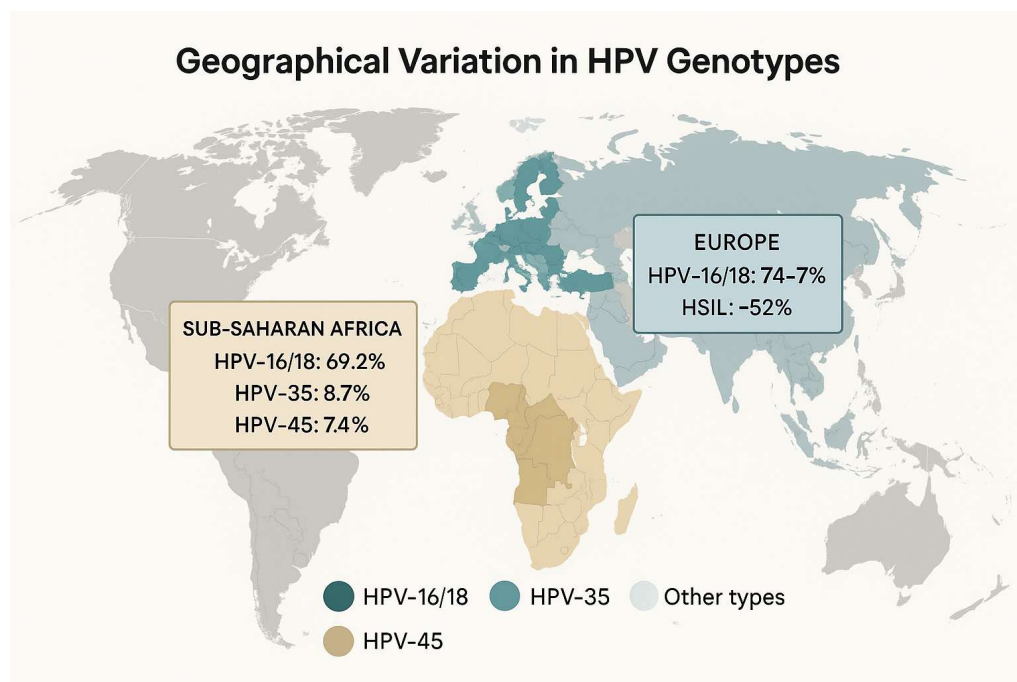 Geographical Variation in HPV Genotypes
EUROPE
HPV-16/18: 74-7%
HSIL: -52%
SUB-SAHARAN AFRICA
HPV-16/18: 69.2%
HPV-35: 8.7%
HPV-45: 7.4%
HPV-16/18
HPV-35
Other types
HPV-45